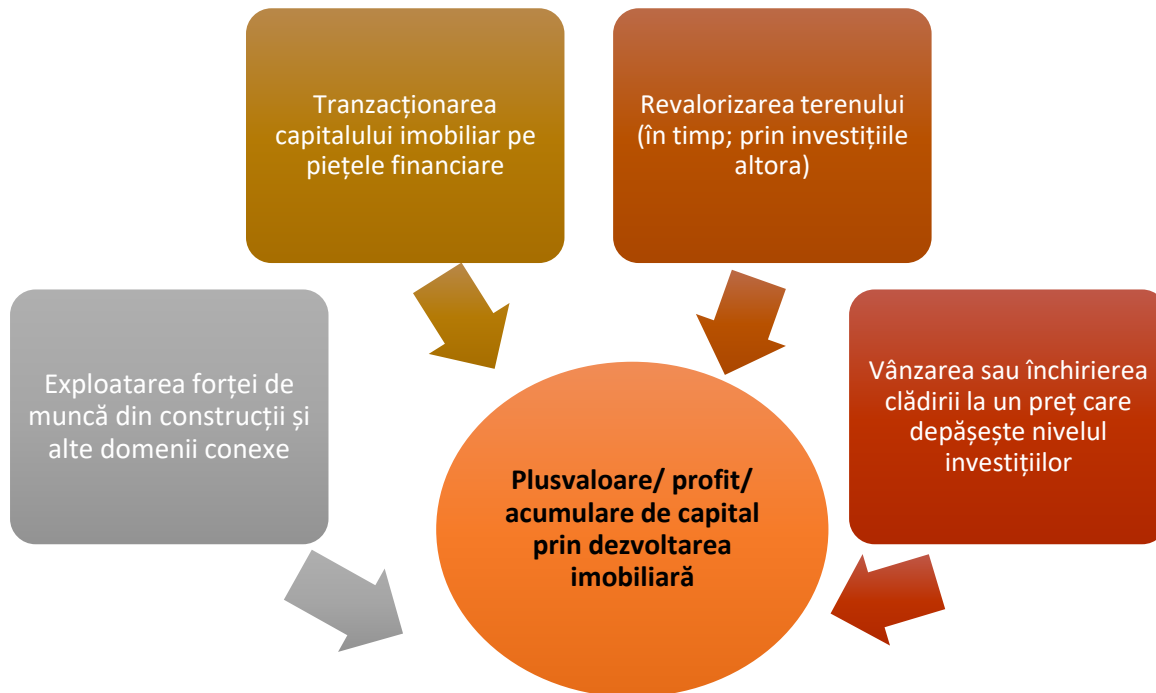 Tranzacționarea
capitalului imobiliar pe
piețele financiare
Revalorizarea terenului
(în timp; prin investițiile
altora)
Exploatarea forței de
muncă din construcții și
alte domenii conexe
Vânzarea sau închirierea
clădirii la un preț care
depășește nivelul
investițiilor
Plusvaloare/ profit/
acumulare de capital
prin dezvoltarea
imobiliară